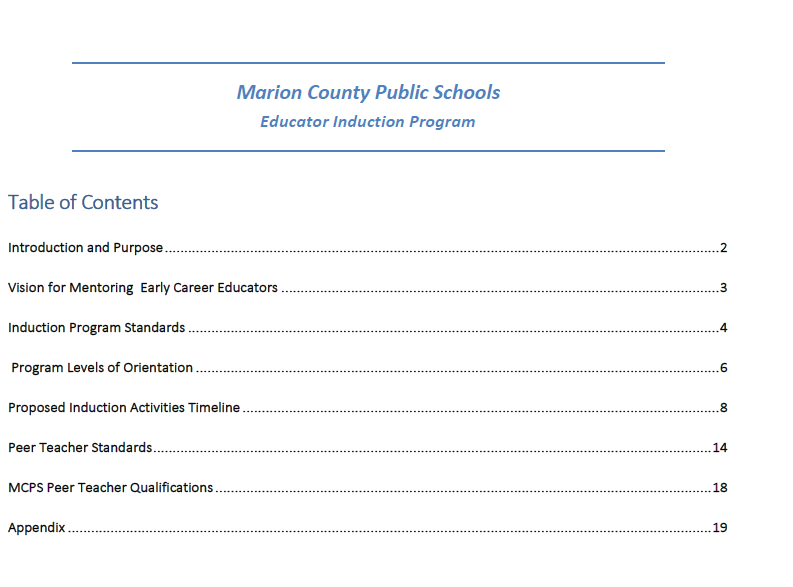 Marion County Public Schools
Educator Induction Program
Table of Contents
Introduction and Purpose....................2
Vision for Mentoring  Early Career Educators ....................3
Induction Program Standards ....................4
Program Levels of Orientation ....................6
Proposed Induction Activities Timeline ....................8
Peer Teacher Standards....................14
MCPS Peer Teacher Qualifications ....................18
Appendix ....................19